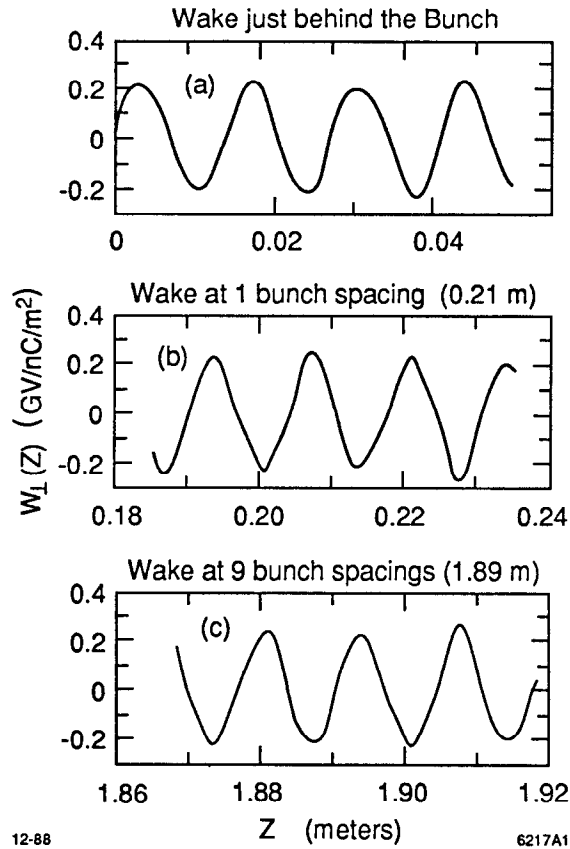 Wake just behind the Bunch
0.4
0.2
0
-0.2
(a)
0
0.02
0.04
Wake at 1 bunch spacing (0.21 m)
0.4
0.2
0
-0.2
(b)
0.18
0.20
0.22
0.24
W⊥(Z) (GV/nC/m²)
Wake at 9 bunch spacings (1.89 m)
0.4
0.2
0
-0.2
(c)
1.86
1.88
1.90
1.92
Z (meters)
12-88
6217A1